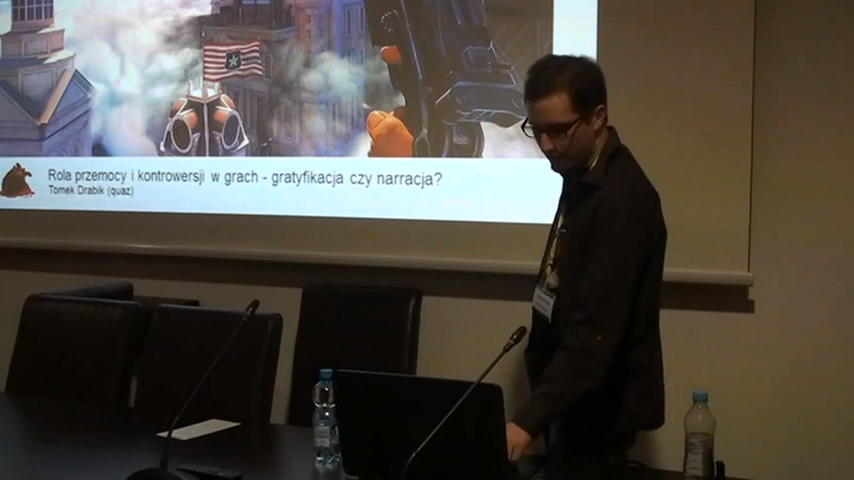 Rola przemocy i kontrowersji w grach - gratyfikacja czy narracja?
Tomek Drabik (quaz)